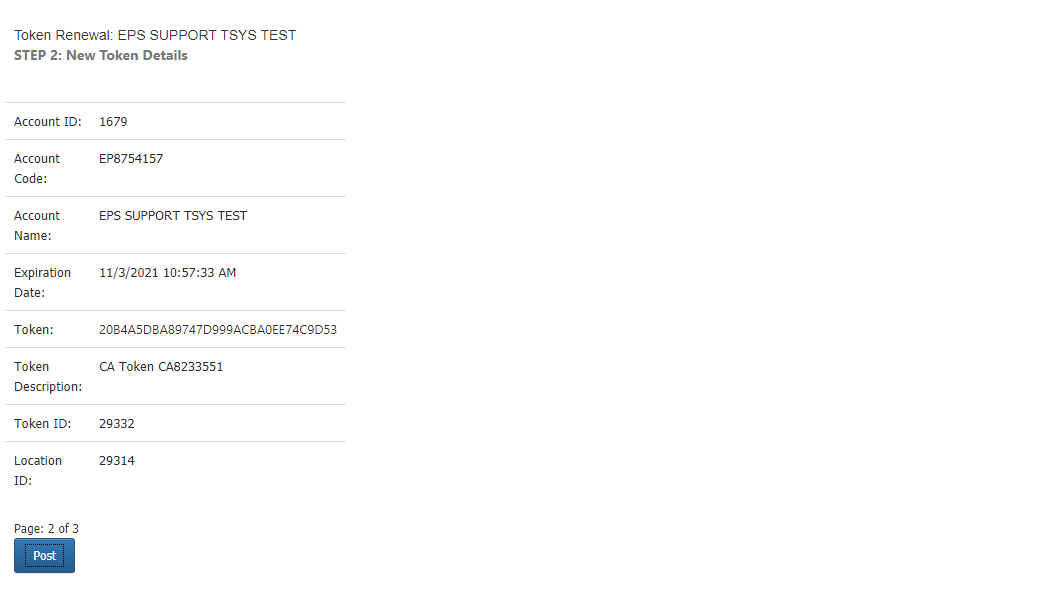 Token Renewal: EPS SUPPORT TSYS TEST
STEP 2: New Token Details
Account ID: 1679
Account Code: EP8754157
Account Name: EPS SUPPORT TSYS TEST
Expiration Date: 11/3/2021 10:57:33 AM
Token: 20B4A5DBA89747D999ACBA0EE74C9D53
Token Description: CA Token CA8233551
Token ID: 29332
Location ID: 29314
Page: 2 of 3
Post